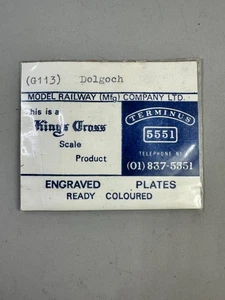 (G113) Dolgoch
MODEL RAILWAY (Mfg) COMPANY LTD.
This is a
King's Cross
Scale
Product
TERMINUS
5551
TELEPHONE No.
(01) 837-5551
ENGRAVED PLATES
READY COLOURED